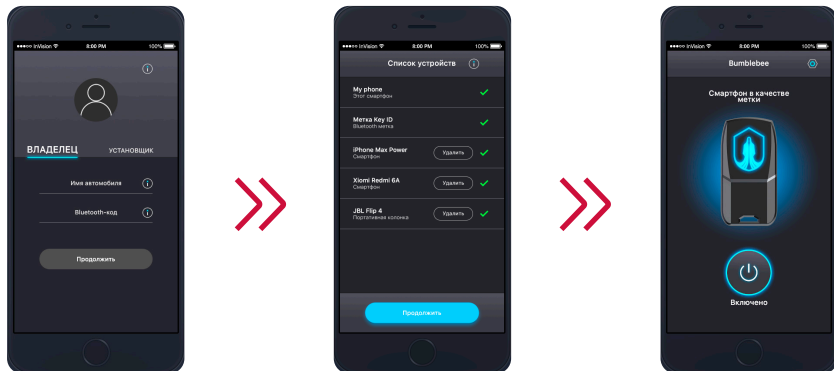 InVision 8:00 PM 100%
ВЛАДЕЛЕЦ УСТАНОВЩИК
Имя автомобиля
Bluetooth-код
Продолжить
InVision 8:00 PM 100%
Список устройств
My phone
Этот смартфон
Метка Key ID
Bluetooth метка
iPhone Max Power
Смартфон
Удалить
Xiomi Redmi 6A
Смартфон
Удалить
JBL Flip 4
Портативная колонка
Удалить
Продолжить
InVision 8:00 PM 100%
Bumblebee
Смартфон в качестве
метки
Включено